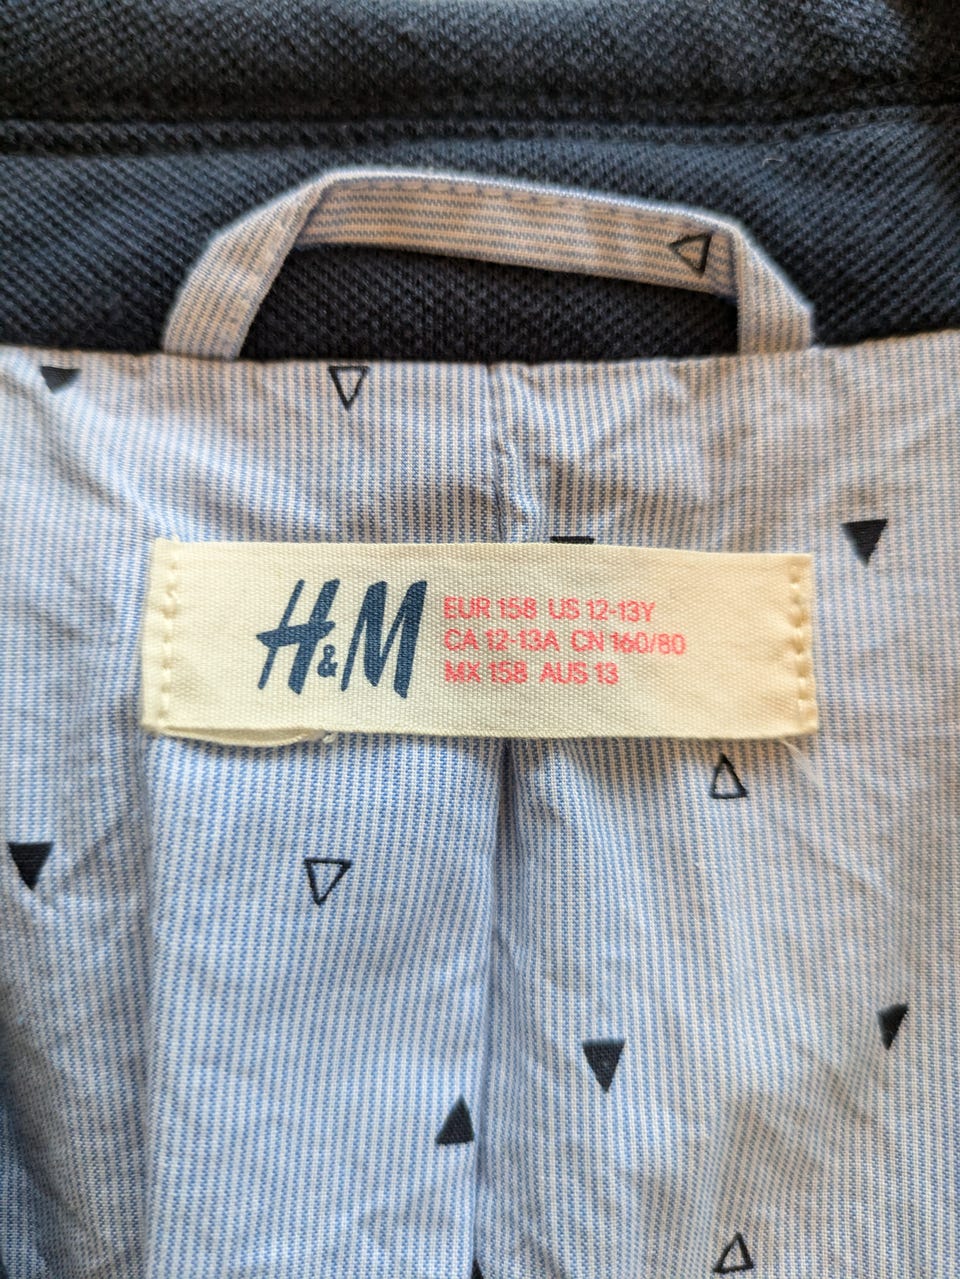 H&M
EUR 158 US 12-13Y
CA 12-13A CN 160/80
MX 158 AUS 13